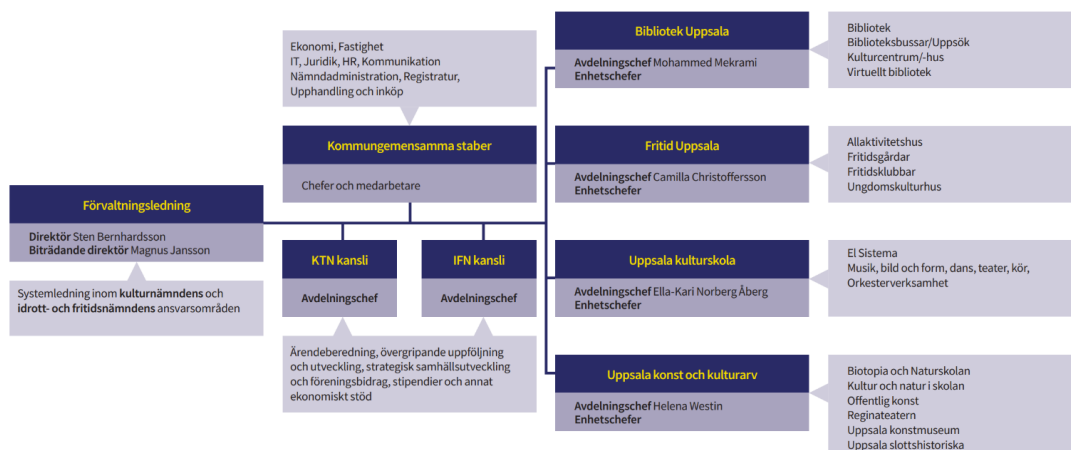 Förvaltningsledning
Direktör Sten Bernhardsson
Biträdande direktör Magnus Jansson
Systemledning inom kulturnämndens och
idrott- och fritidsnämndens ansvarsområden
Ekonomi, Fastighet
IT, Juridik, HR, Kommunikation
Nämndadministration, Registratur,
Upphandling och inköp
Kommungemensamma staber
Chefer och medarbetare
KTN kansli
Avdelningschef
IFN kansli
Avdelningschef
Ärendeberedning, övergripande uppföljning
och utveckling, strategisk samhällsutveckling
och föreningsbidrag, stipendier och annat
ekonomiskt stöd
Bibliotek Uppsala
Avdelningschef Mohammed Mekrami
Enhetschefer
Bibliotek
Biblioteksbussar/Uppsök
Kulturcentrum/-hus
Virtuellt bibliotek
Fritid Uppsala
Avdelningschef Camilla Christoffersson
Enhetschefer
Allaktivitetshus
Fritidsgårdar
Fritidsklubbar
Ungdomskulturhus
Uppsala kulturskola
Avdelningschef Ella-Kari Norberg Åberg
Enhetschefer
El Sistema
Musik, bild och form, dans, teater, kör,
Orkesterverksamhet
Uppsala konst och kulturarv
Avdelningschef Helena Westin
Enhetschefer
Biotopia och Naturskolan
Kultur och natur i skolan
Offentlig konst
Reginateatern
Uppsala konstmuseum
Uppsala slottshistoriska